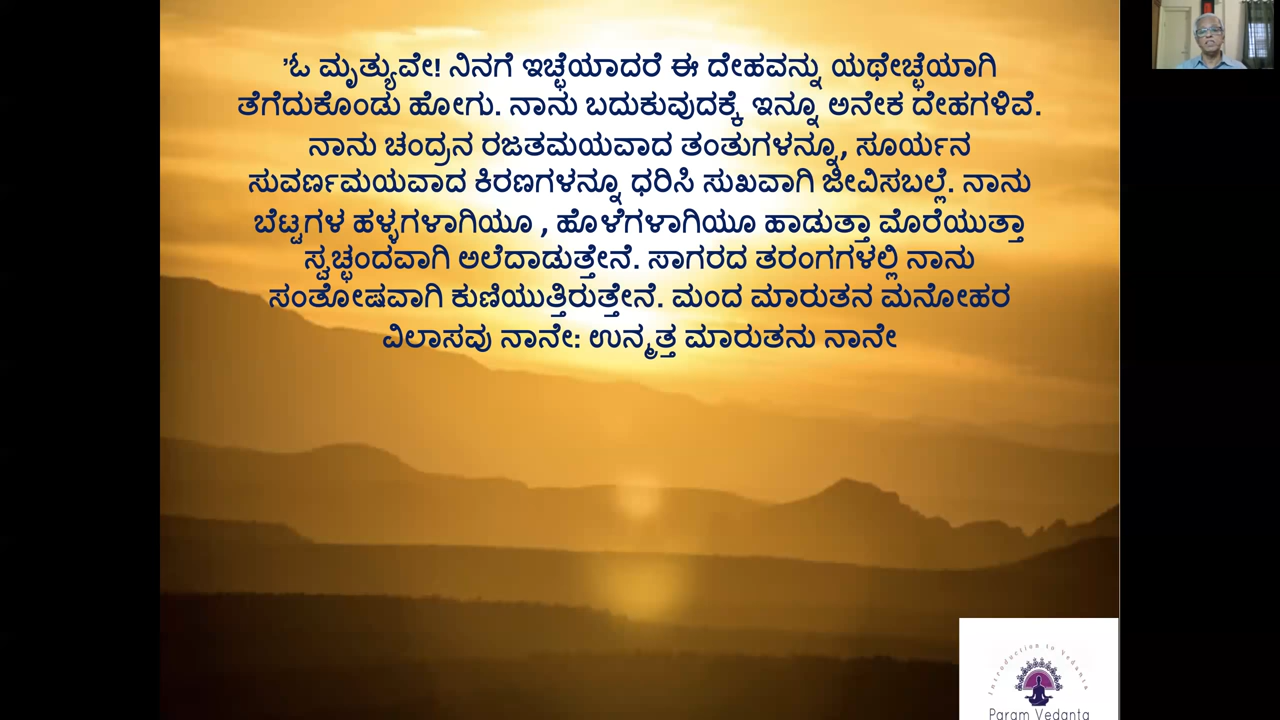 ’ಓ ಮೃತ್ಯುವೇ! ನಿನಗೆ ಇಚ್ಛೆಯಾದರೆ ಈ ದೇಹವನ್ನು ಯಥೇಚ್ಛೆಯಾಗಿ
ತೆಗೆದುಕೊಂಡು ಹೋಗು. ನಾನು ಬದುಕುವುದಕ್ಕೆ ಇನ್ನೂ ಅನೇಕ ದೇಹಗಳಿವೆ.
ನಾನು ಚಂದ್ರನ ರಜತಮಯವಾದ ತಂತುಗಳನ್ನೂ, ಸೂರ್ಯನ
ಸುವರ್ಣಮಯವಾದ ಕಿರಣಗಳನ್ನೂ ಧರಿಸಿ ಸುಖವಾಗಿ ಜೀವಿಸಬಲ್ಲೆ. ನಾನು
ಬೆಟ್ಟಗಳ ಹಳ್ಳಗಳಾಗಿಯೂ , ಹೊಳೆಗಳಾಗಿಯೂ ಹಾಡುತ್ತಾ ಮೊರೆಯುತ್ತಾ
ಸ್ವಚ್ಛಂದವಾಗಿ ಅಲೆದಾಡುತ್ತೇನೆ. ಸಾಗರದ ತರಂಗಗಳಲ್ಲಿ ನಾನು
ಸಂತೋಷವಾಗಿ ಕುಣಿಯುತ್ತಿರುತ್ತೇನೆ. ಮಂದ ಮಾರುತನ ಮನೋಹರ
ವಿಲಾಸವು ನಾನೇ: ಉನ್ಮತ್ತ ಮಾರುತನು ನಾನೇ
Introduction to Vedanta
Param Vedanta